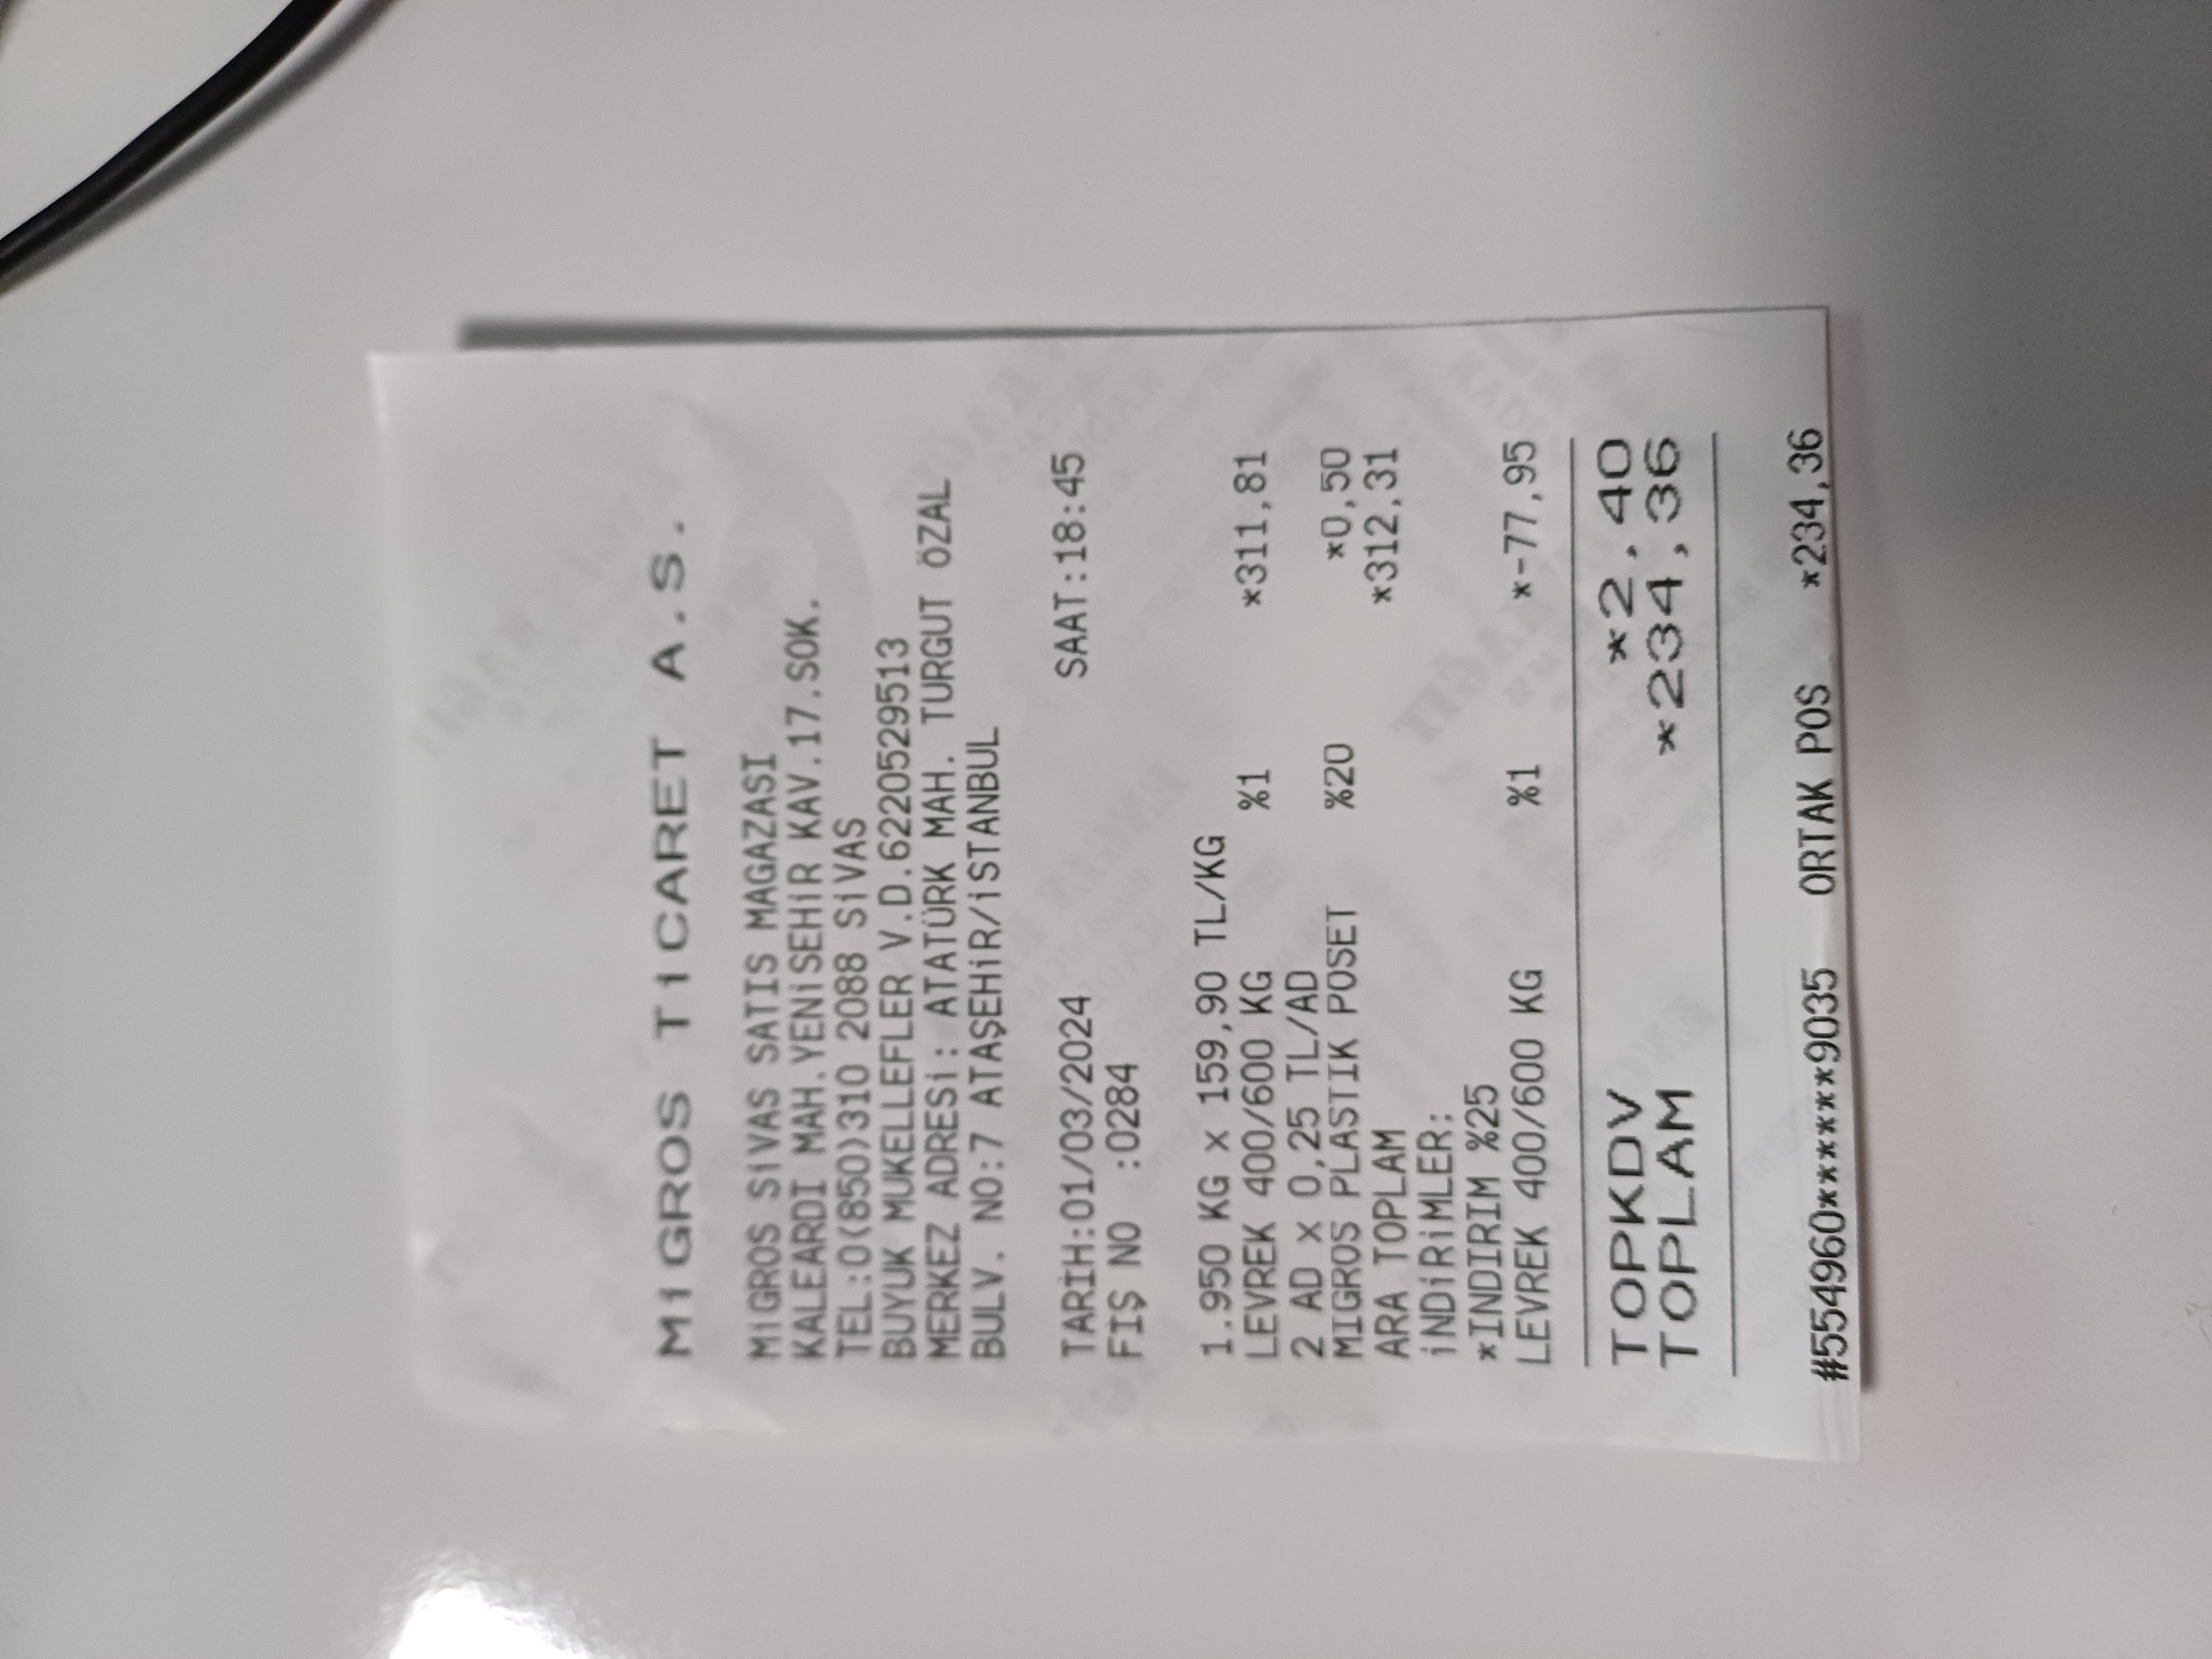 MiGROS TiCARET A.S.
MiGROS SiVAS SATIS MAGAZASI
KALEARDI MAH.YENiSEHiR KAV.17.SOK.
TEL:0(850)310 2088 SiVAS
BUYUK MUKELLEFLER V.D.6220529513
MERKEZ ADRESi: ATATÜRK MAH. TURGUT ÖZAL
BULV. NO:7 ATAŞEHiR/iSTANBUL
TARİH:01/03/2024 SAAT:18:45
FİŞ NO :0284
1.950 KG x 159,90 TL/KG
LEVREK 400/600 KG %1 *311,81
2 AD x 0,25 TL/AD
MIGROS PLASTIK POSET %20 *0,50
ARA TOPLAM *312,31
iNDiRiMLER:
*INDIRIM %25
LEVREK 400/600 KG %1 *-77,95
TOPKDV *2,40
TOPLAM *234,36
#554960******9035 ORTAK POS *234,36